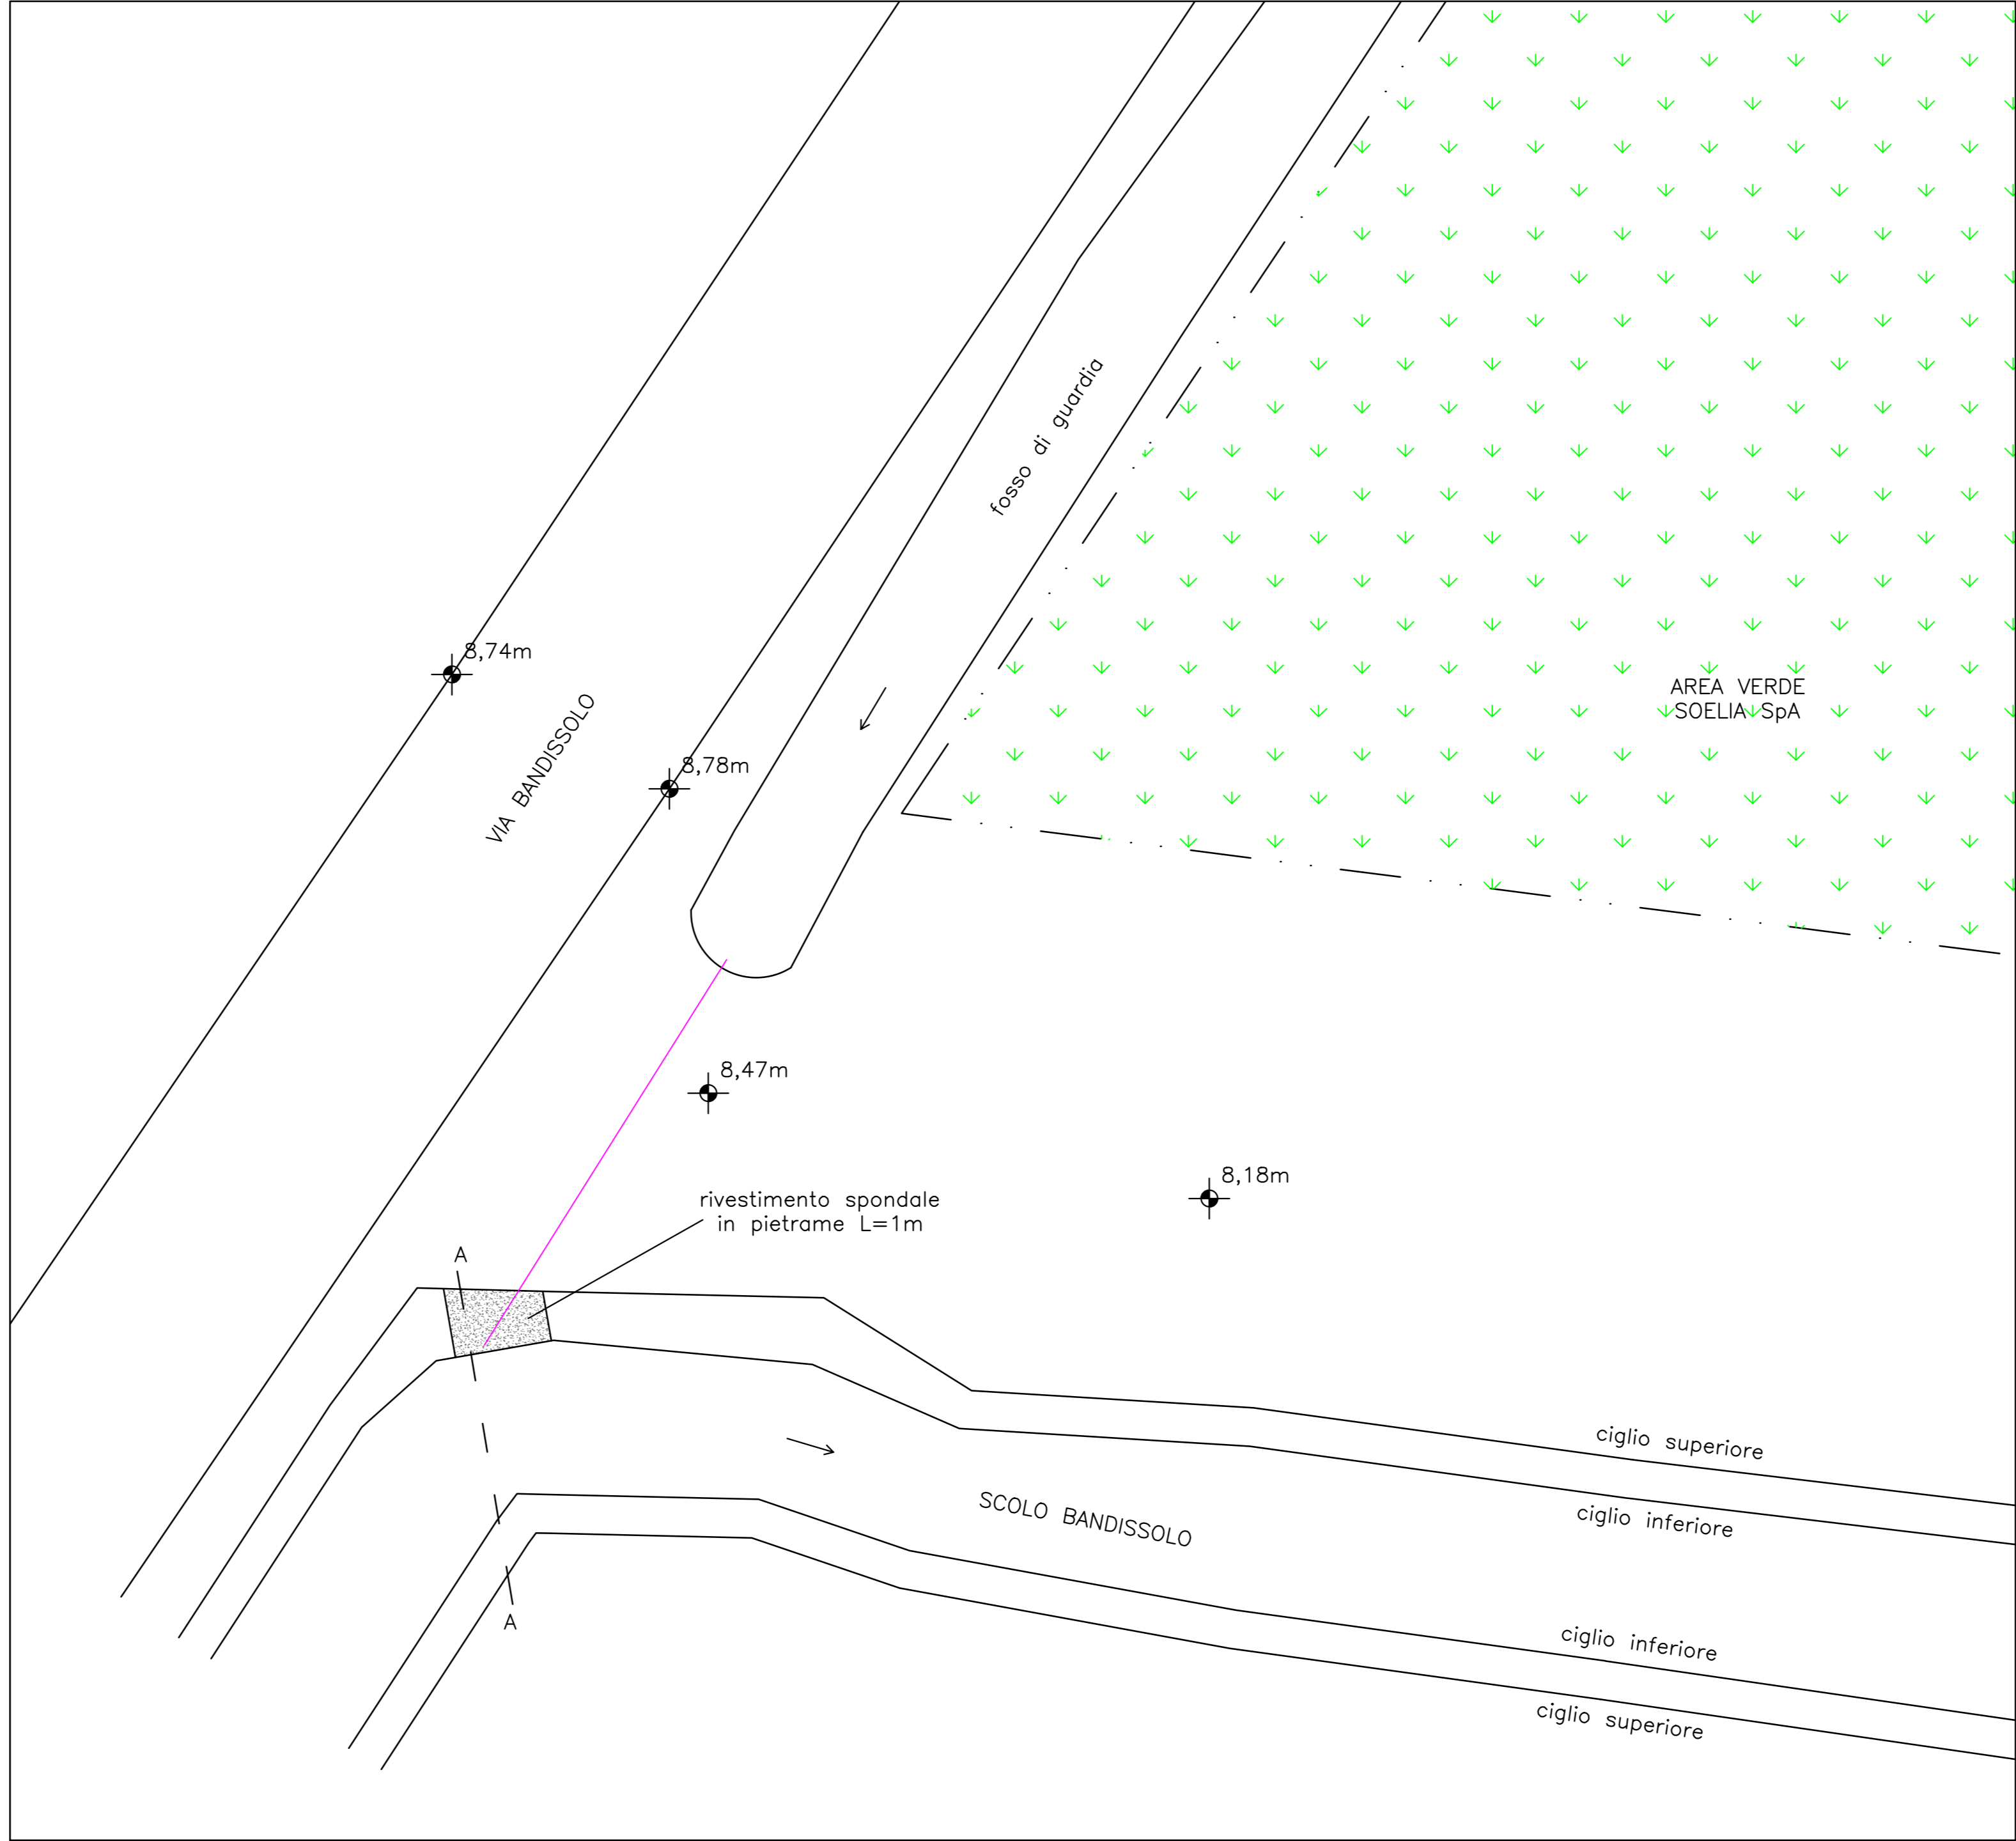 fosso di guardia
8,74m
VIA BANDISSOLO
8,78m
AREA VERDE
SOELIA SpA
8,47m
8,18m
rivestimento spondale
in pietrame L=1m
A
ciglio superiore
SCOLO BANDISSOLO
ciglio inferiore
A
ciglio inferiore
ciglio superiore